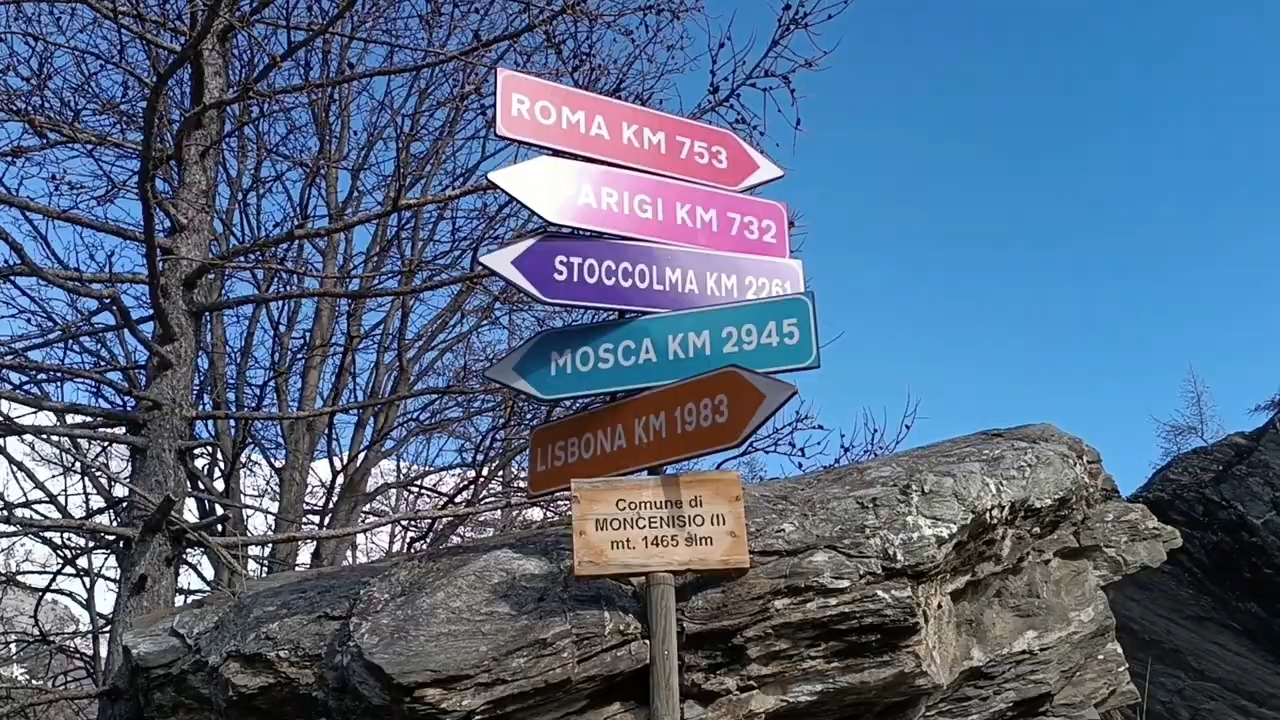 ROMA KM 753
PARIGI KM 732
STOCCOLMA KM 2261
MOSCA KM 2945
LISBONA KM 1983
Comune di
MONCENISIO (I)
mt. 1465 slm